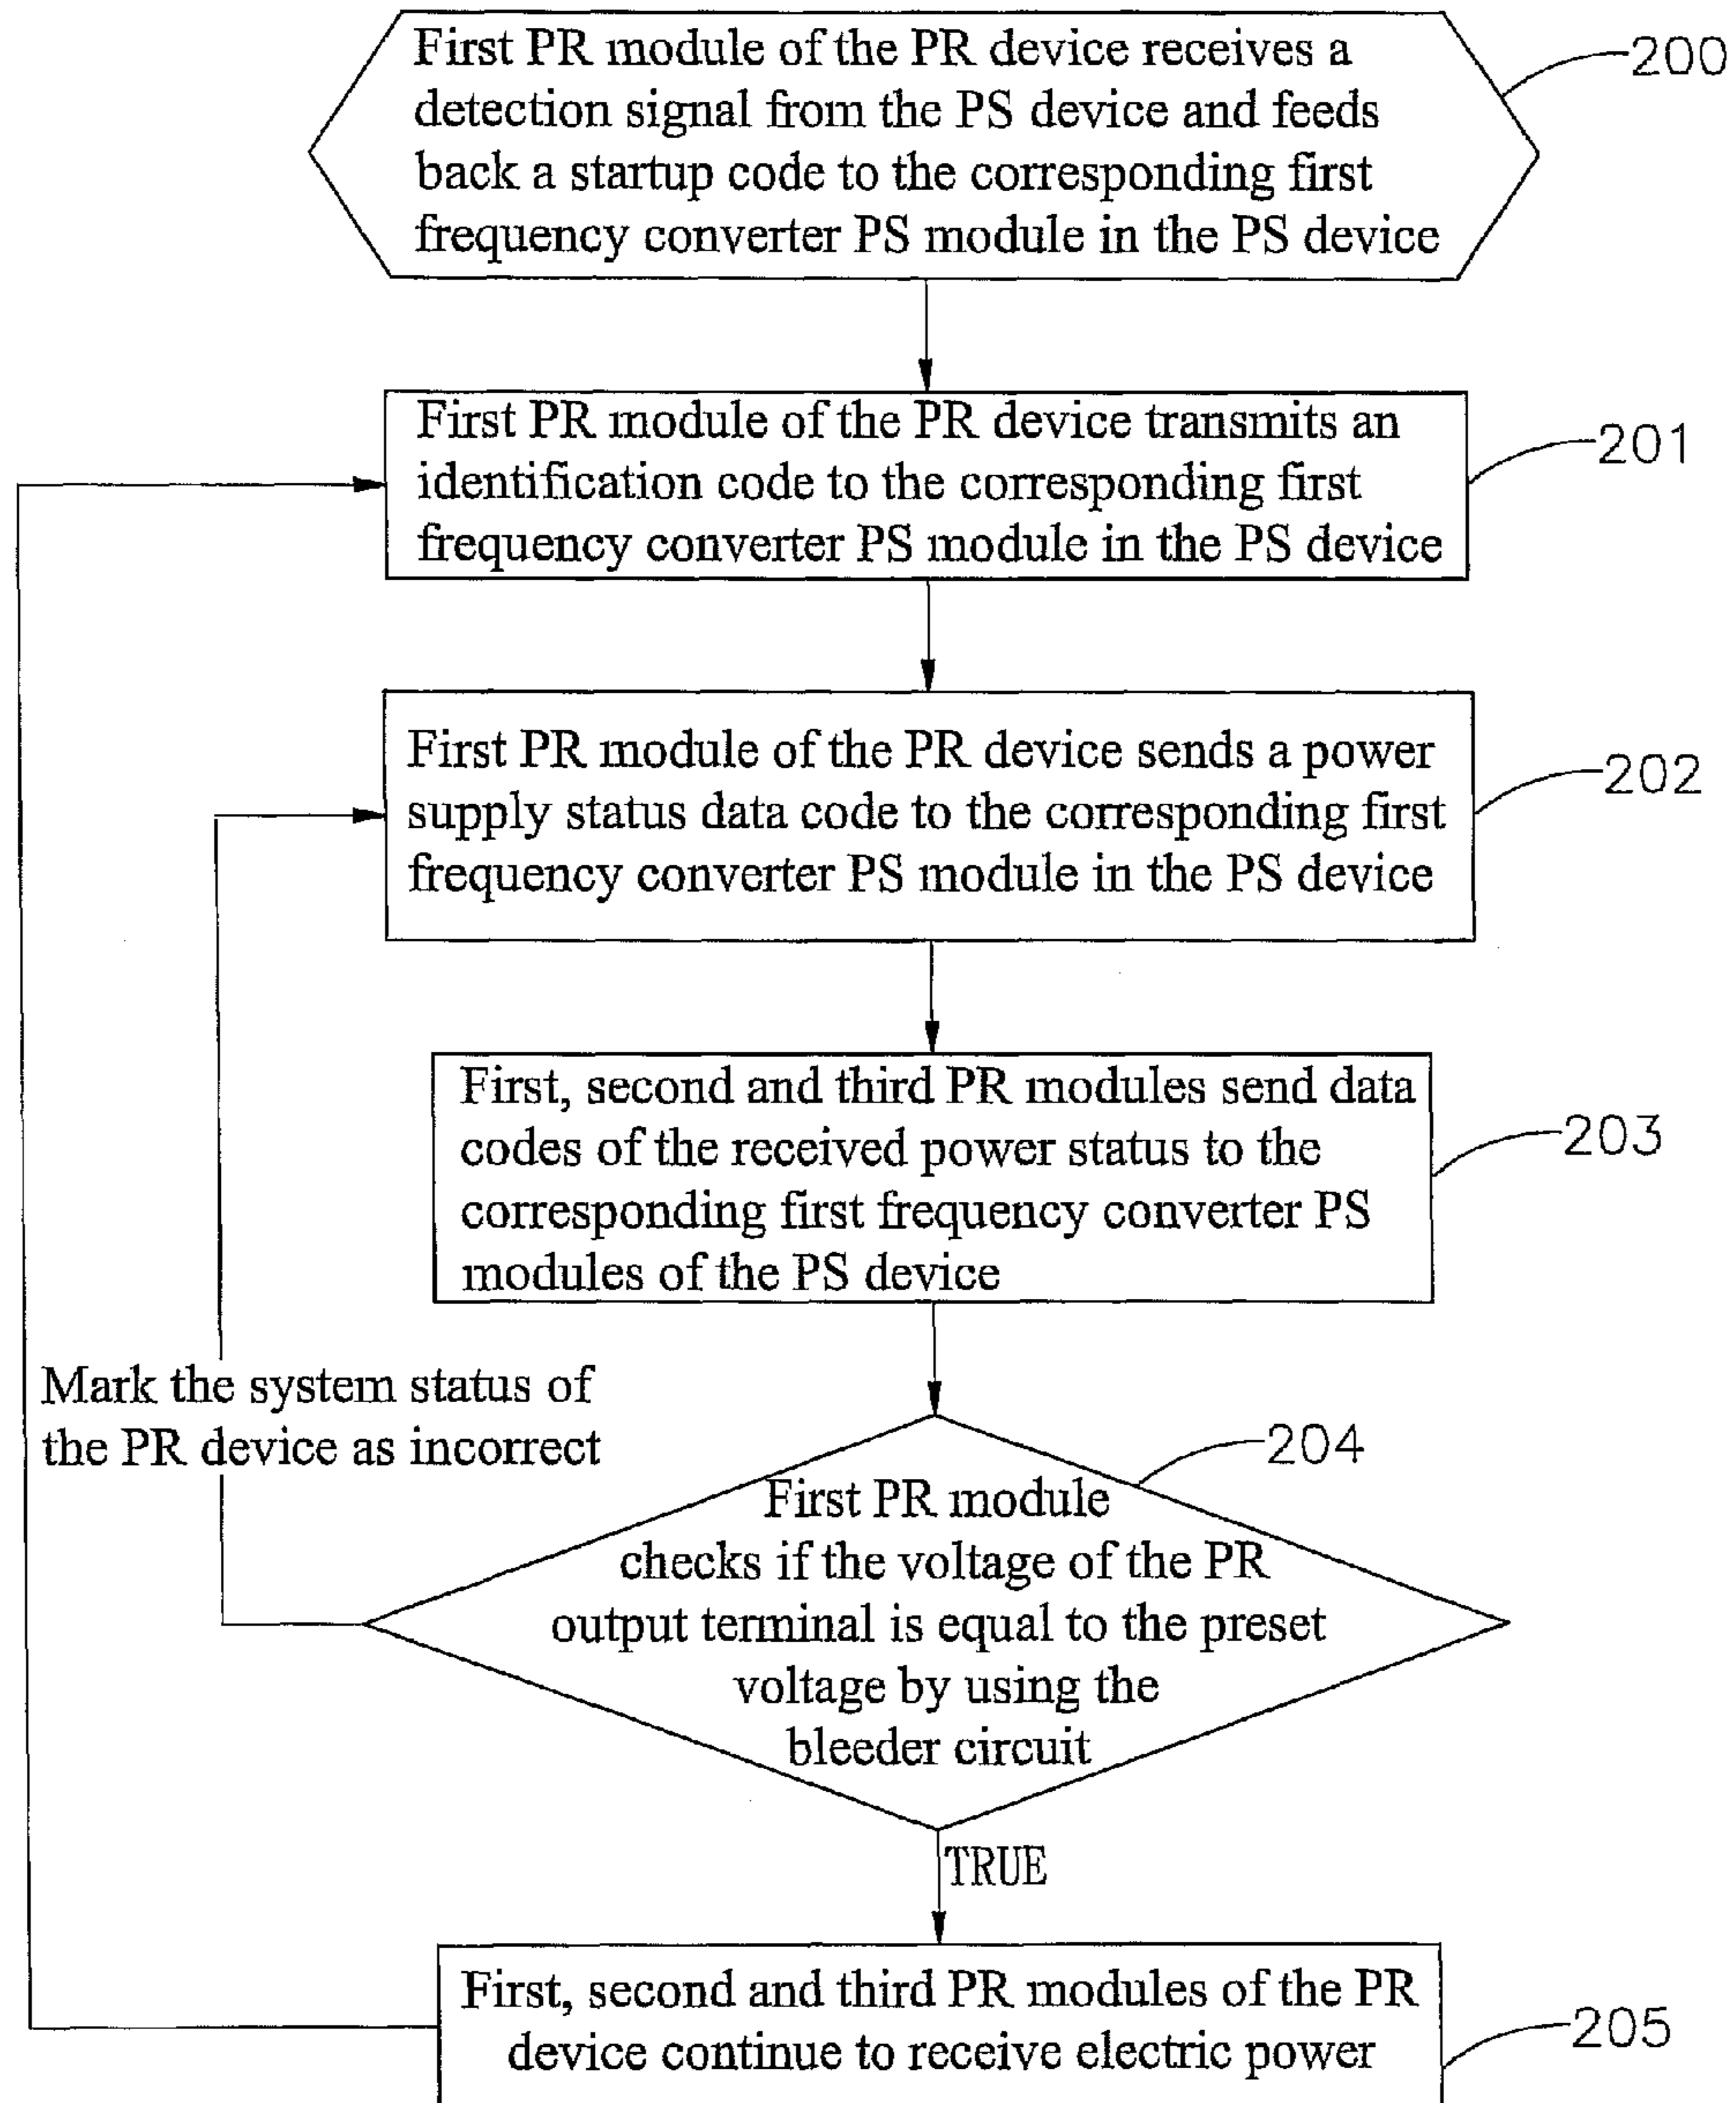 First PR module of the PR device receives a
detection signal from the PS device and feeds
back a startup code to the corresponding first
frequency converter PS module in the PS device
200
First PR module of the PR device transmits an
identification code to the corresponding first
frequency converter PS module in the PS device
201
First PR module of the PR device sends a power
supply status data code to the corresponding first
frequency converter PS module in the PS device
202
First, second and third PR modules send data
codes of the received power status to the
corresponding first frequency converter PS
modules of the PS device
203
Mark the system status of
the PR device as incorrect
204
First PR module
checks if the voltage of the PR
output terminal is equal to the preset
voltage by using the
bleeder circuit
TRUE
First, second and third PR modules of the PR
device continue to receive electric power
205